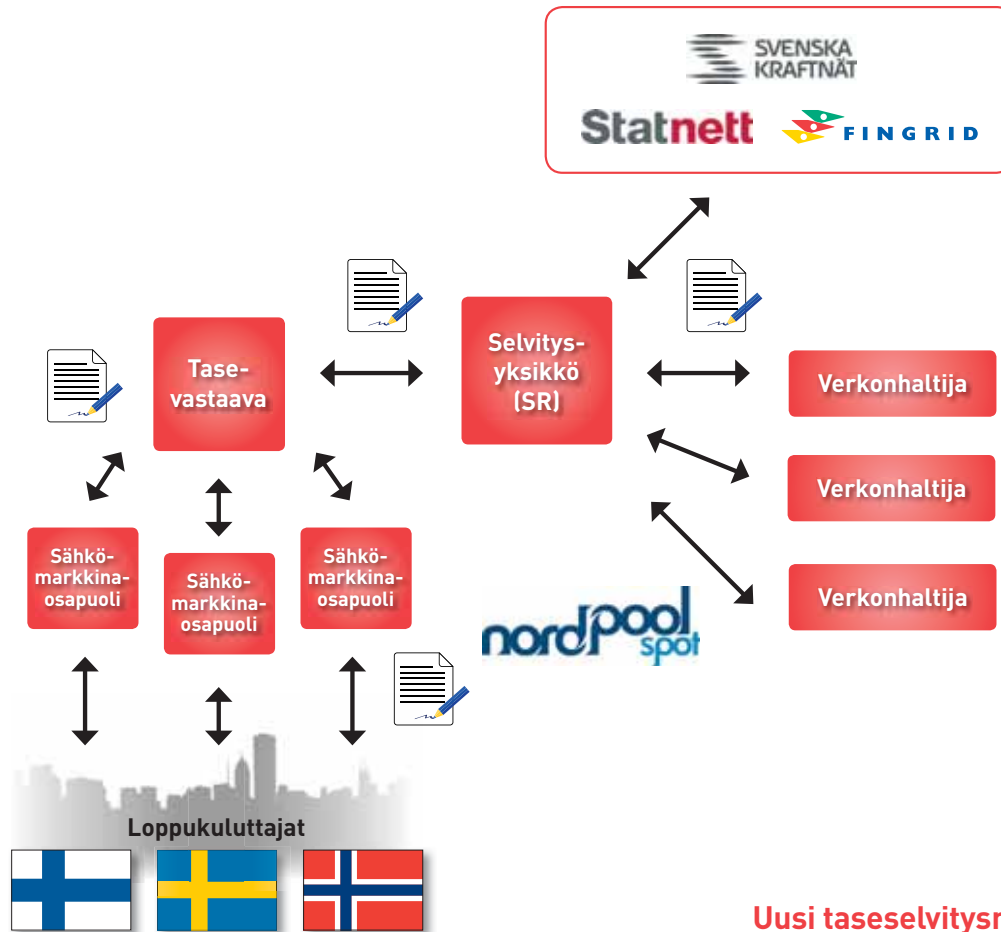 SVENSKA
KRAFTNÄT
Statnett
FINGRID
Tase-
vastaava
Selvitys-
yksikkö
(SR)
Verkonhaltija
Verkonhaltija
Verkonhaltija
Sähkö-
markkina-
osapuoli
Sähkö-
markkina-
osapuoli
Sähkö-
markkina-
osapuoli
nordpool
spot
Loppukuluttajat
Uusi